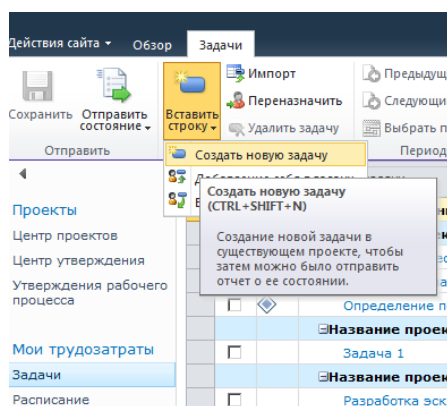 Действия сайта Обзор Задачи
Импорт
Предыдущ
Переназначить
Следующи
Сохранить Отправить состояние
Вставить строку
Удалить задачу
Выбрать п
Отправить
Период
Создать новую задачу
Создать новую задачу
(CTRL+SHIFT+N)
Создание новой задачи в
существующем проекте, чтобы
затем можно было отправить
отчет о ее состоянии.
Проекты
Центр проектов
Центр утверждения
Утверждения рабочего
процесса
Определение п
Название проек
Мои трудозатраты
Задача 1
Задачи
Название проек
Расписание
Разработка эск